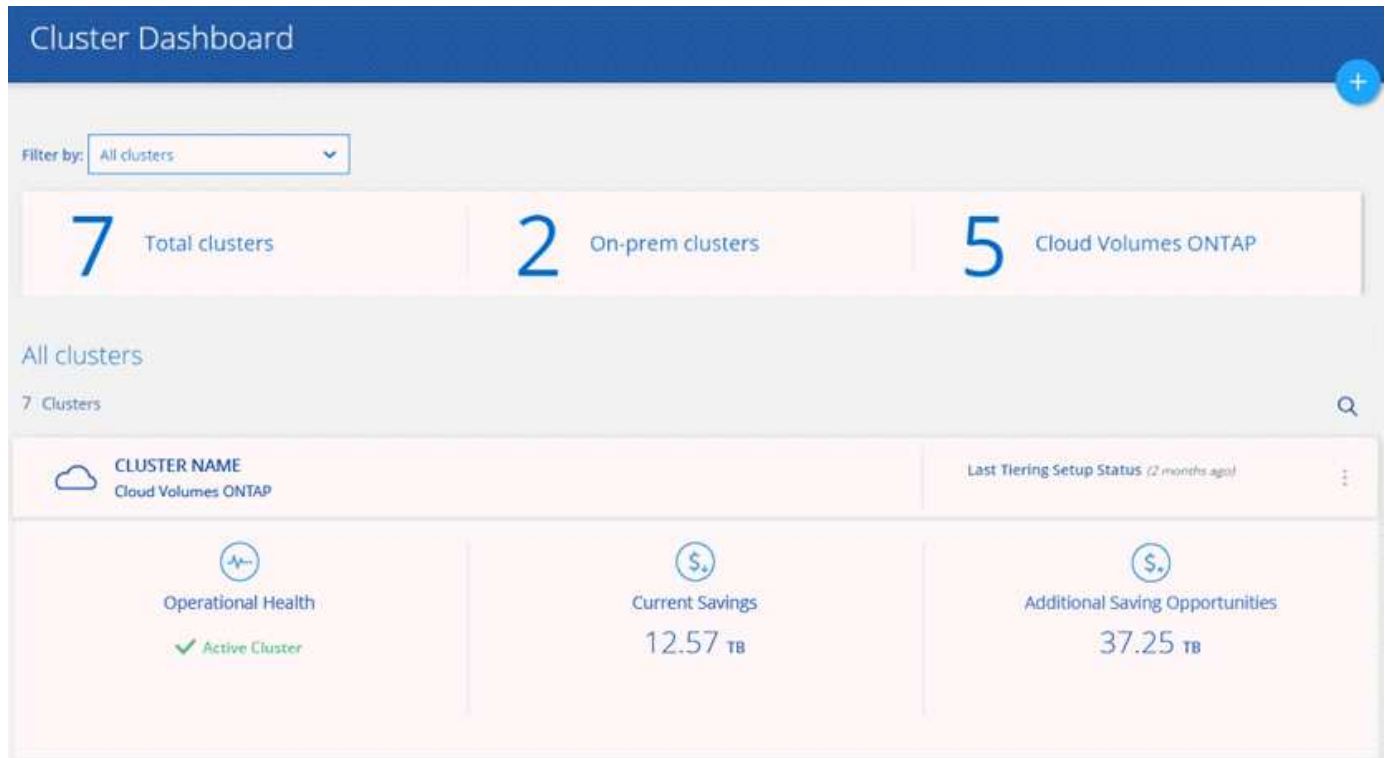 Cluster Dashboard
+
Filter by: All clusters
7 Total clusters 2 On-prem clusters 5 Cloud Volumes ONTAP
All clusters
7 Clusters
CLUSTER NAME
Cloud Volumes ONTAP
Last Tiering Setup Status (2 months ago)
Operational Health
Active Cluster
Current Savings
12.57 TB
Additional Saving Opportunities
37.25 TB